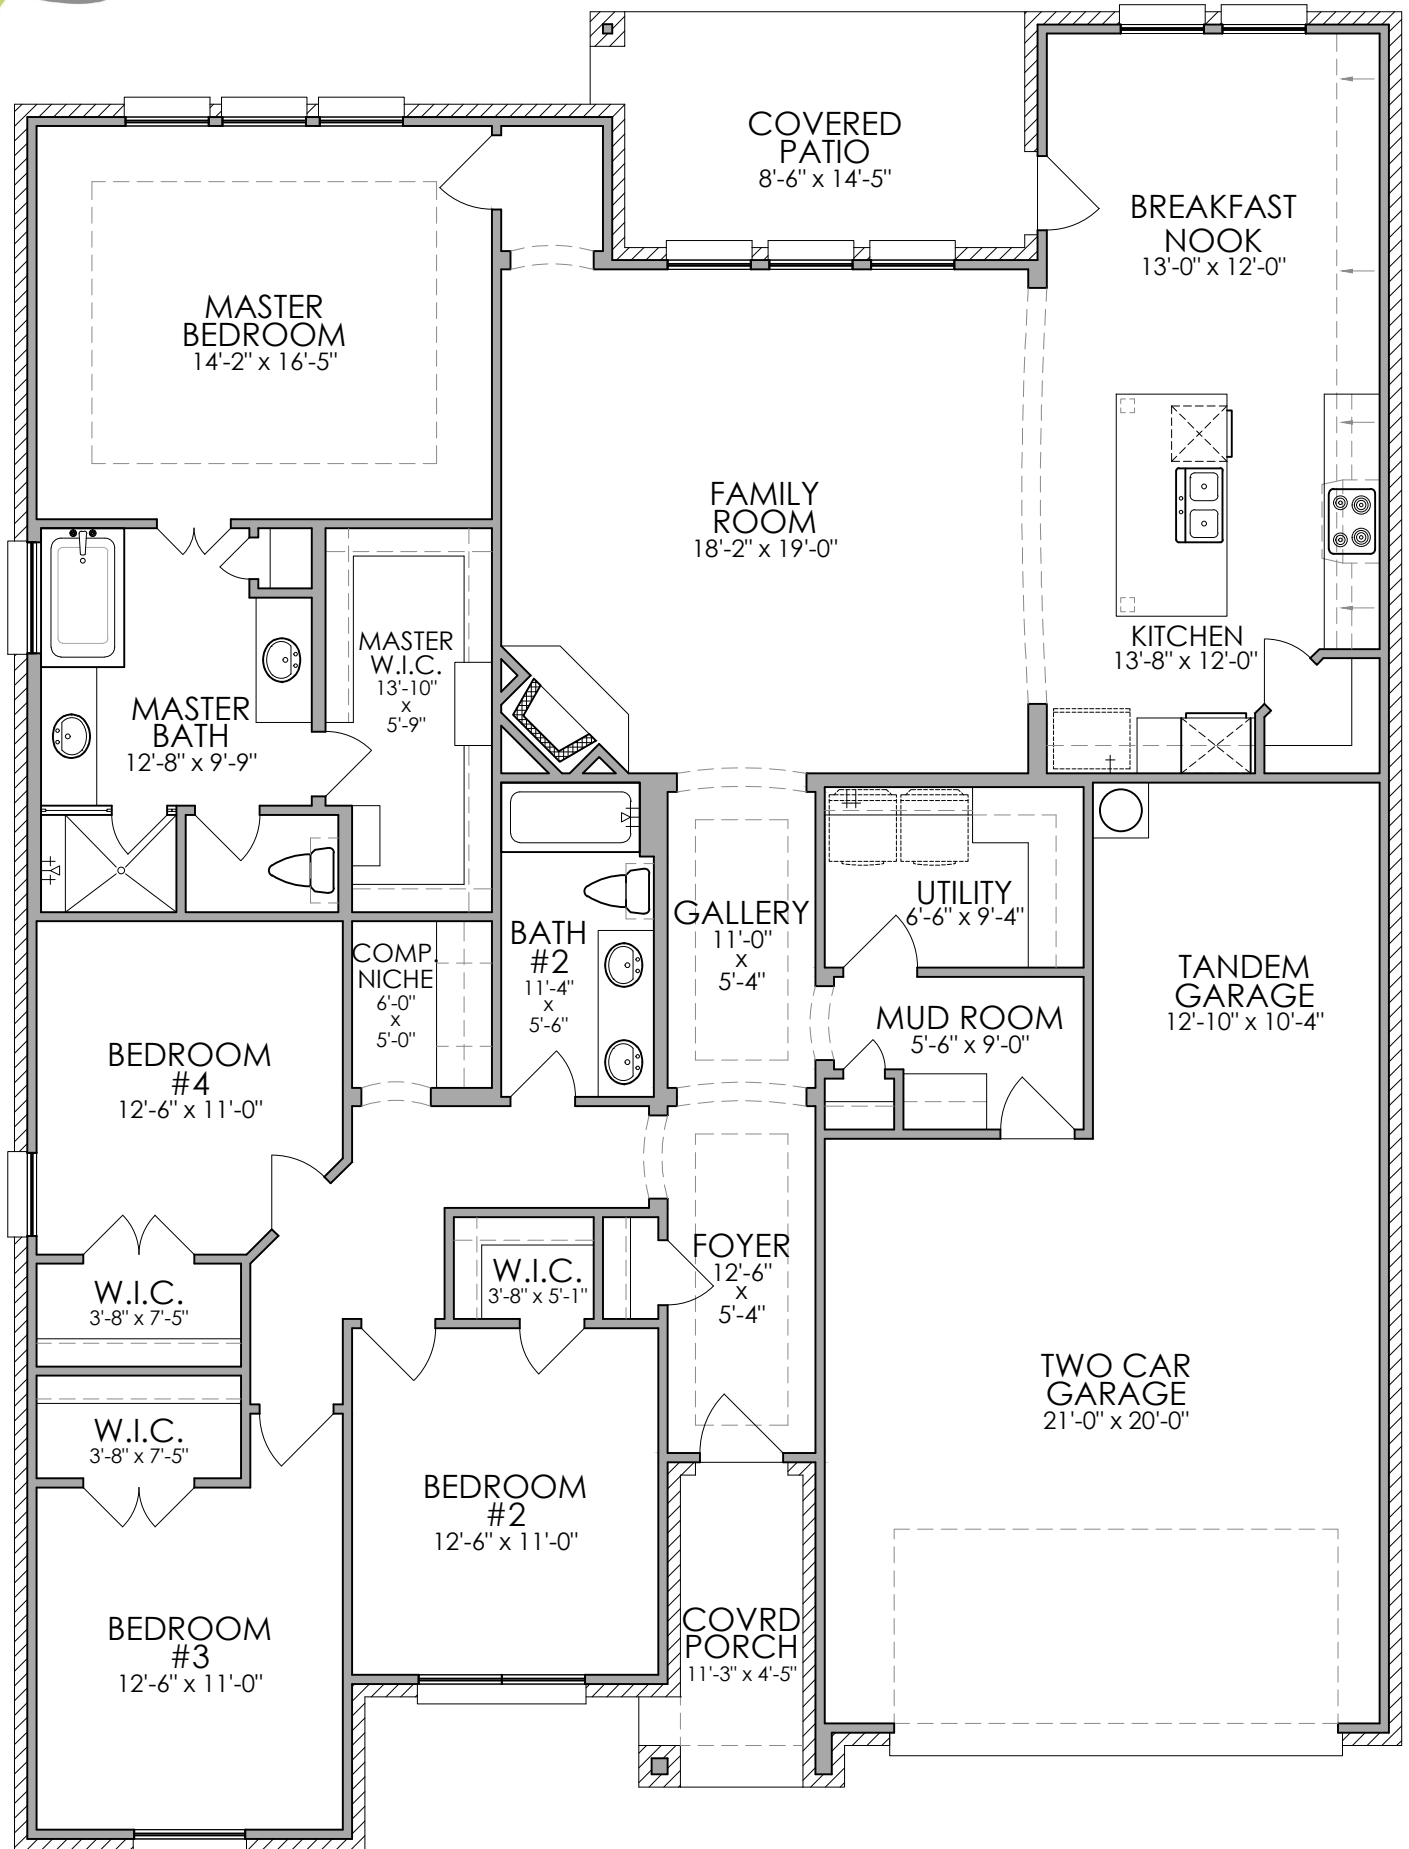 COVERED
PATIO
8'-6" x 14'-5"
BREAKFAST
NOOK
13'-0" x 12'-0"
MASTER
BEDROOM
14'-2" x 16'-5"
FAMILY
ROOM
18'-2" x 19'-0"
KITCHEN
13'-8" x 12'-0"
MASTER
W.I.C.
13'-10"
x
5'-9"
MASTER
BATH
12'-8" x 9'-9"
UTILITY
6'-6" x 9'-4"
GALLERY
11'-0"
x
5'-4"
BATH
#2
11'-4"
x
5'-6"
COMP.
NICHE
6'-0"
x
5'-0"
TANDEM
GARAGE
12'-10" x 10'-4"
MUD ROOM
5'-6" x 9'-0"
BEDROOM
#4
12'-6" x 11'-0"
FOYER
12'-6"
x
5'-4"
W.I.C.
3'-8" x 5'-1"
W.I.C.
3'-8" x 7'-5"
TWO CAR
GARAGE
21'-0" x 20'-0"
W.I.C.
3'-8" x 7'-5"
BEDROOM
#2
12'-6" x 11'-0"
BEDROOM
#3
12'-6" x 11'-0"
COVRD
PORCH
11'-3" x 4'-5"